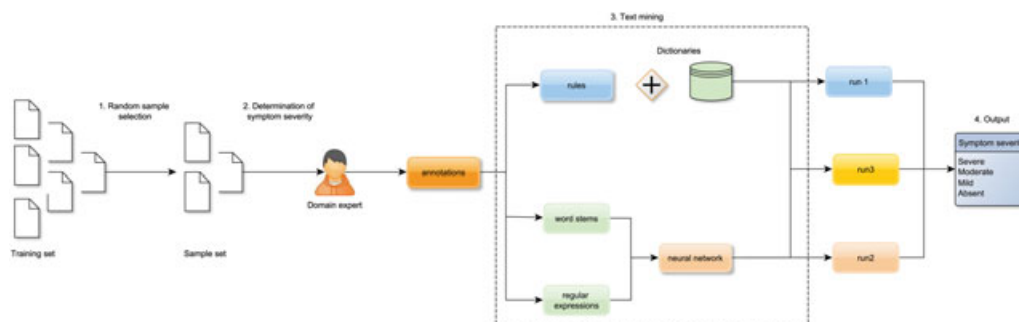 3. Text mining
Dictionaries
rules
run 1
1. Random sample
selection
2. Determination of
symptom severity
4. Output
Symptom severi
Severe
Moderate
Mild
Absent
annotations
run3
Domain expert
word stems
Training set
Sample set
neural network
run2
regular
expressions